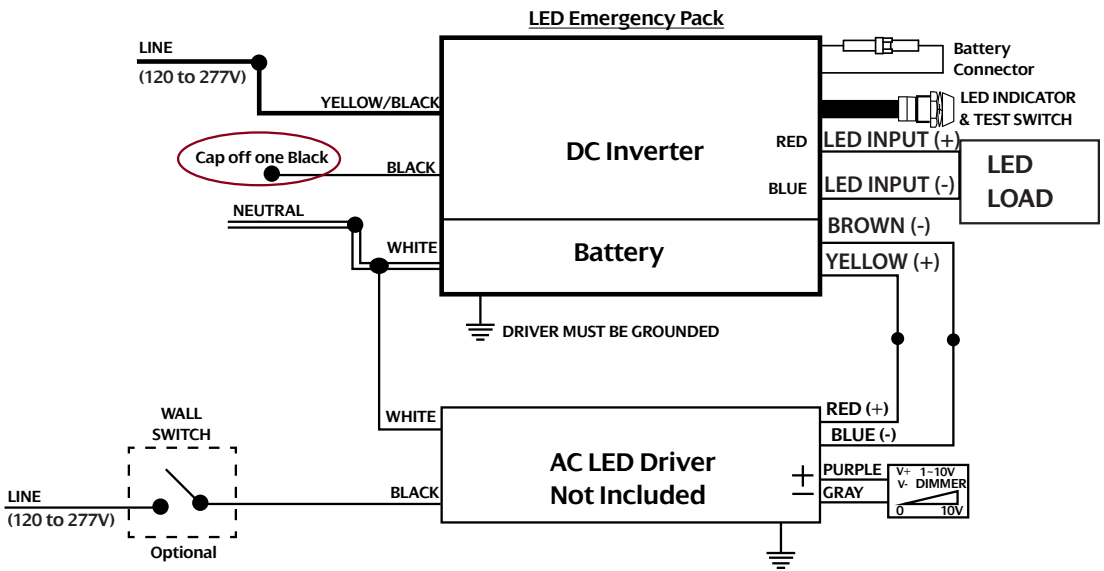 LED Emergency Pack
LINE
(120 to 277V)
Battery
Connector
YELLOW/BLACK
LED INDICATOR
& TEST SWITCH
DC Inverter
RED
LED INPUT (+)
Cap off one Black
BLACK
LED
LOAD
BLUE
LED INPUT (-)
NEUTRAL
BROWN (-)
WHITE
Battery
YELLOW (+)
DRIVER MUST BE GROUNDED
WALL
SWITCH
WHITE
RED (+)
BLUE (-)
AC LED Driver
Not Included
+ PURPLE
− GRAY
V+ 1~10V
V- DIMMER
0 10V
BLACK
LINE
(120 to 277V)
Optional